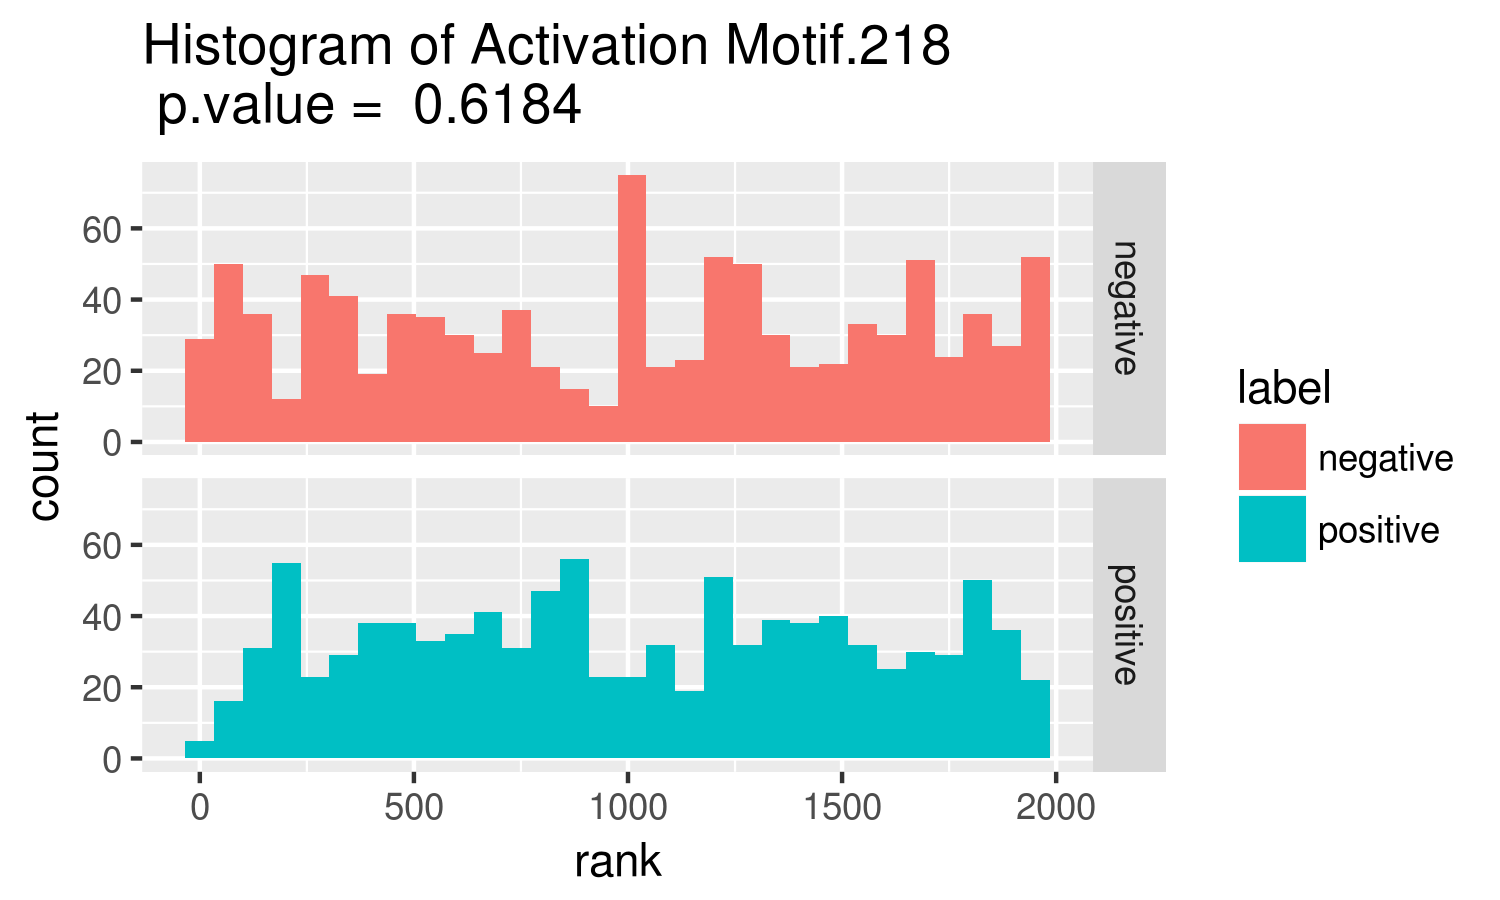 Histogram of Activation Motif.218
p.value = 0.6184
count
60
40
20
0
negative
60
40
20
0
positive
0 500 1000 1500 2000
rank
label
negative
positive